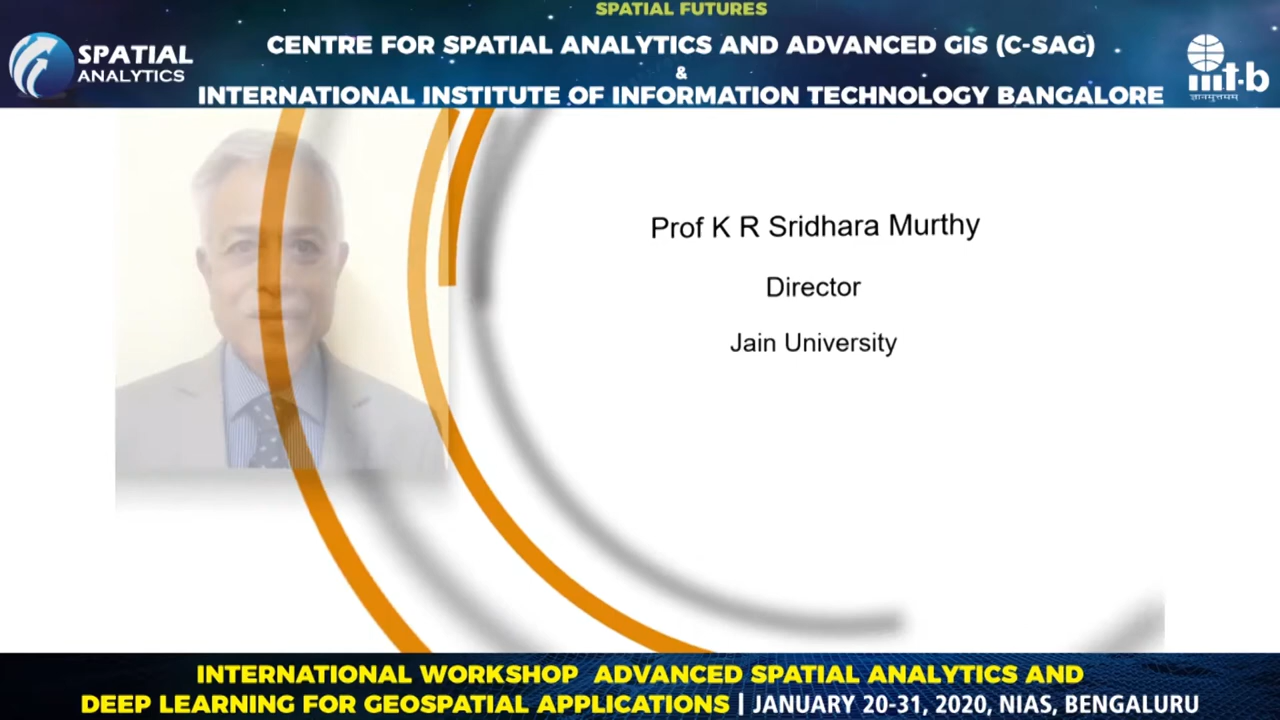 SPATIAL FUTURES
SPATIAL
ANALYTICS
CENTRE FOR SPATIAL ANALYTICS AND ADVANCED GIS (C-SAG)
&
INTERNATIONAL INSTITUTE OF INFORMATION TECHNOLOGY BANGALORE
iiit-b
ज्ञानमुत्तमम्
Prof K R Sridhara Murthy
Director
Jain University
INTERNATIONAL WORKSHOP ADVANCED SPATIAL ANALYTICS AND
DEEP LEARNING FOR GEOSPATIAL APPLICATIONS | JANUARY 20-31, 2020, NIAS, BENGALURU